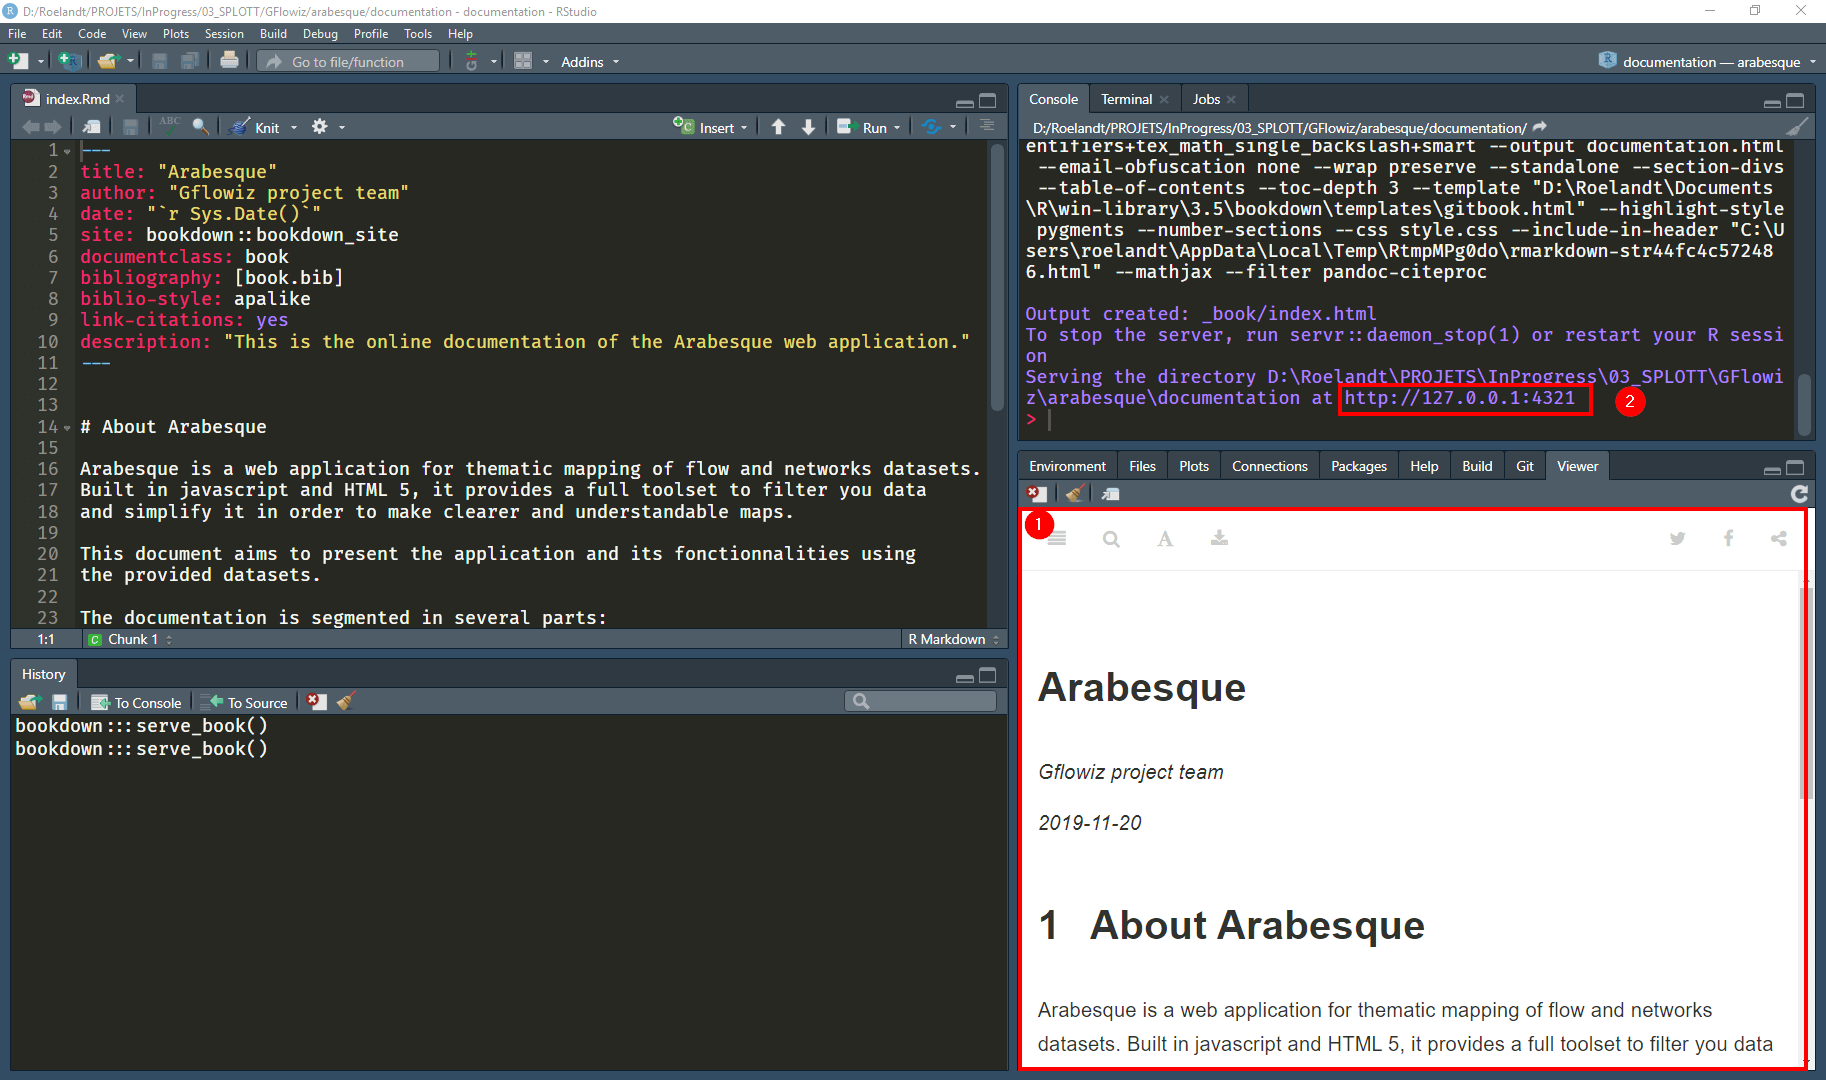 D:/Roelandt/PROJETS/InProgress/03_SPLOTT/GFlowiz/arabesque/documentation - documentation - RStudio
File Edit Code View Plots Session Build Debug Profile Tools Help
Go to file/function Addins documentation — arabesque
index.Rmd
ABC Knit Insert Run
1 ---
2 title: "Arabesque"
3 author: "Gflowiz project team"
4 date: "`r Sys.Date()`"
5 site: bookdown::bookdown_site
6 documentclass: book
7 bibliography: [book.bib]
8 biblio-style: apalike
9 link-citations: yes
10 description: "This is the online documentation of the Arabesque web application."
11 ---
12
13
14 # About Arabesque
15
16 Arabesque is a web application for thematic mapping of flow and networks datasets.
17 Built in javascript and HTML 5, it provides a full toolset to filter you data
18 and simplify it in order to make clearer and understandable maps.
19
20 This document aims to present the application and its fonctionnalities using
21 the provided datasets.
22
23 The documentation is segmented in several parts:
1:1 C Chunk 1 R Markdown
History
To Console To Source
bookdown:::serve_book()
bookdown:::serve_book()
Console Terminal Jobs
D:/Roelandt/PROJETS/InProgress/03_SPLOTT/GFlowiz/arabesque/documentation/
entifiers+tex_math_single_backslash+smart --output documentation.html
--email-obfuscation none --wrap preserve --standalone --section-divs
--table-of-contents --toc-depth 3 --template "D:\Roelandt\Documents
\R\win-library\3.5\bookdown\templates\gitbook.html" --highlight-style
pygments --number-sections --css style.css --include-in-header "C:\U
sers\roelandt\AppData\Local\Temp\RtmpMPg0do\rmarkdown-str44fc4c57248
6.html" --mathjax --filter pandoc-citeproc
Output created: _book/index.html
To stop the server, run servr::daemon_stop(1) or restart your R sessi
on
Serving the directory D:\Roelandt\PROJETS\InProgress\03_SPLOTT\GFlowi
z\arabesque\documentation at http://127.0.0.1:4321 2
>
Environment Files Plots Connections Packages Help Build Git Viewer
1
A
Arabesque
Gflowiz project team
2019-11-20
1 About Arabesque
Arabesque is a web application for thematic mapping of flow and networks
datasets. Built in javascript and HTML 5, it provides a full toolset to filter you data